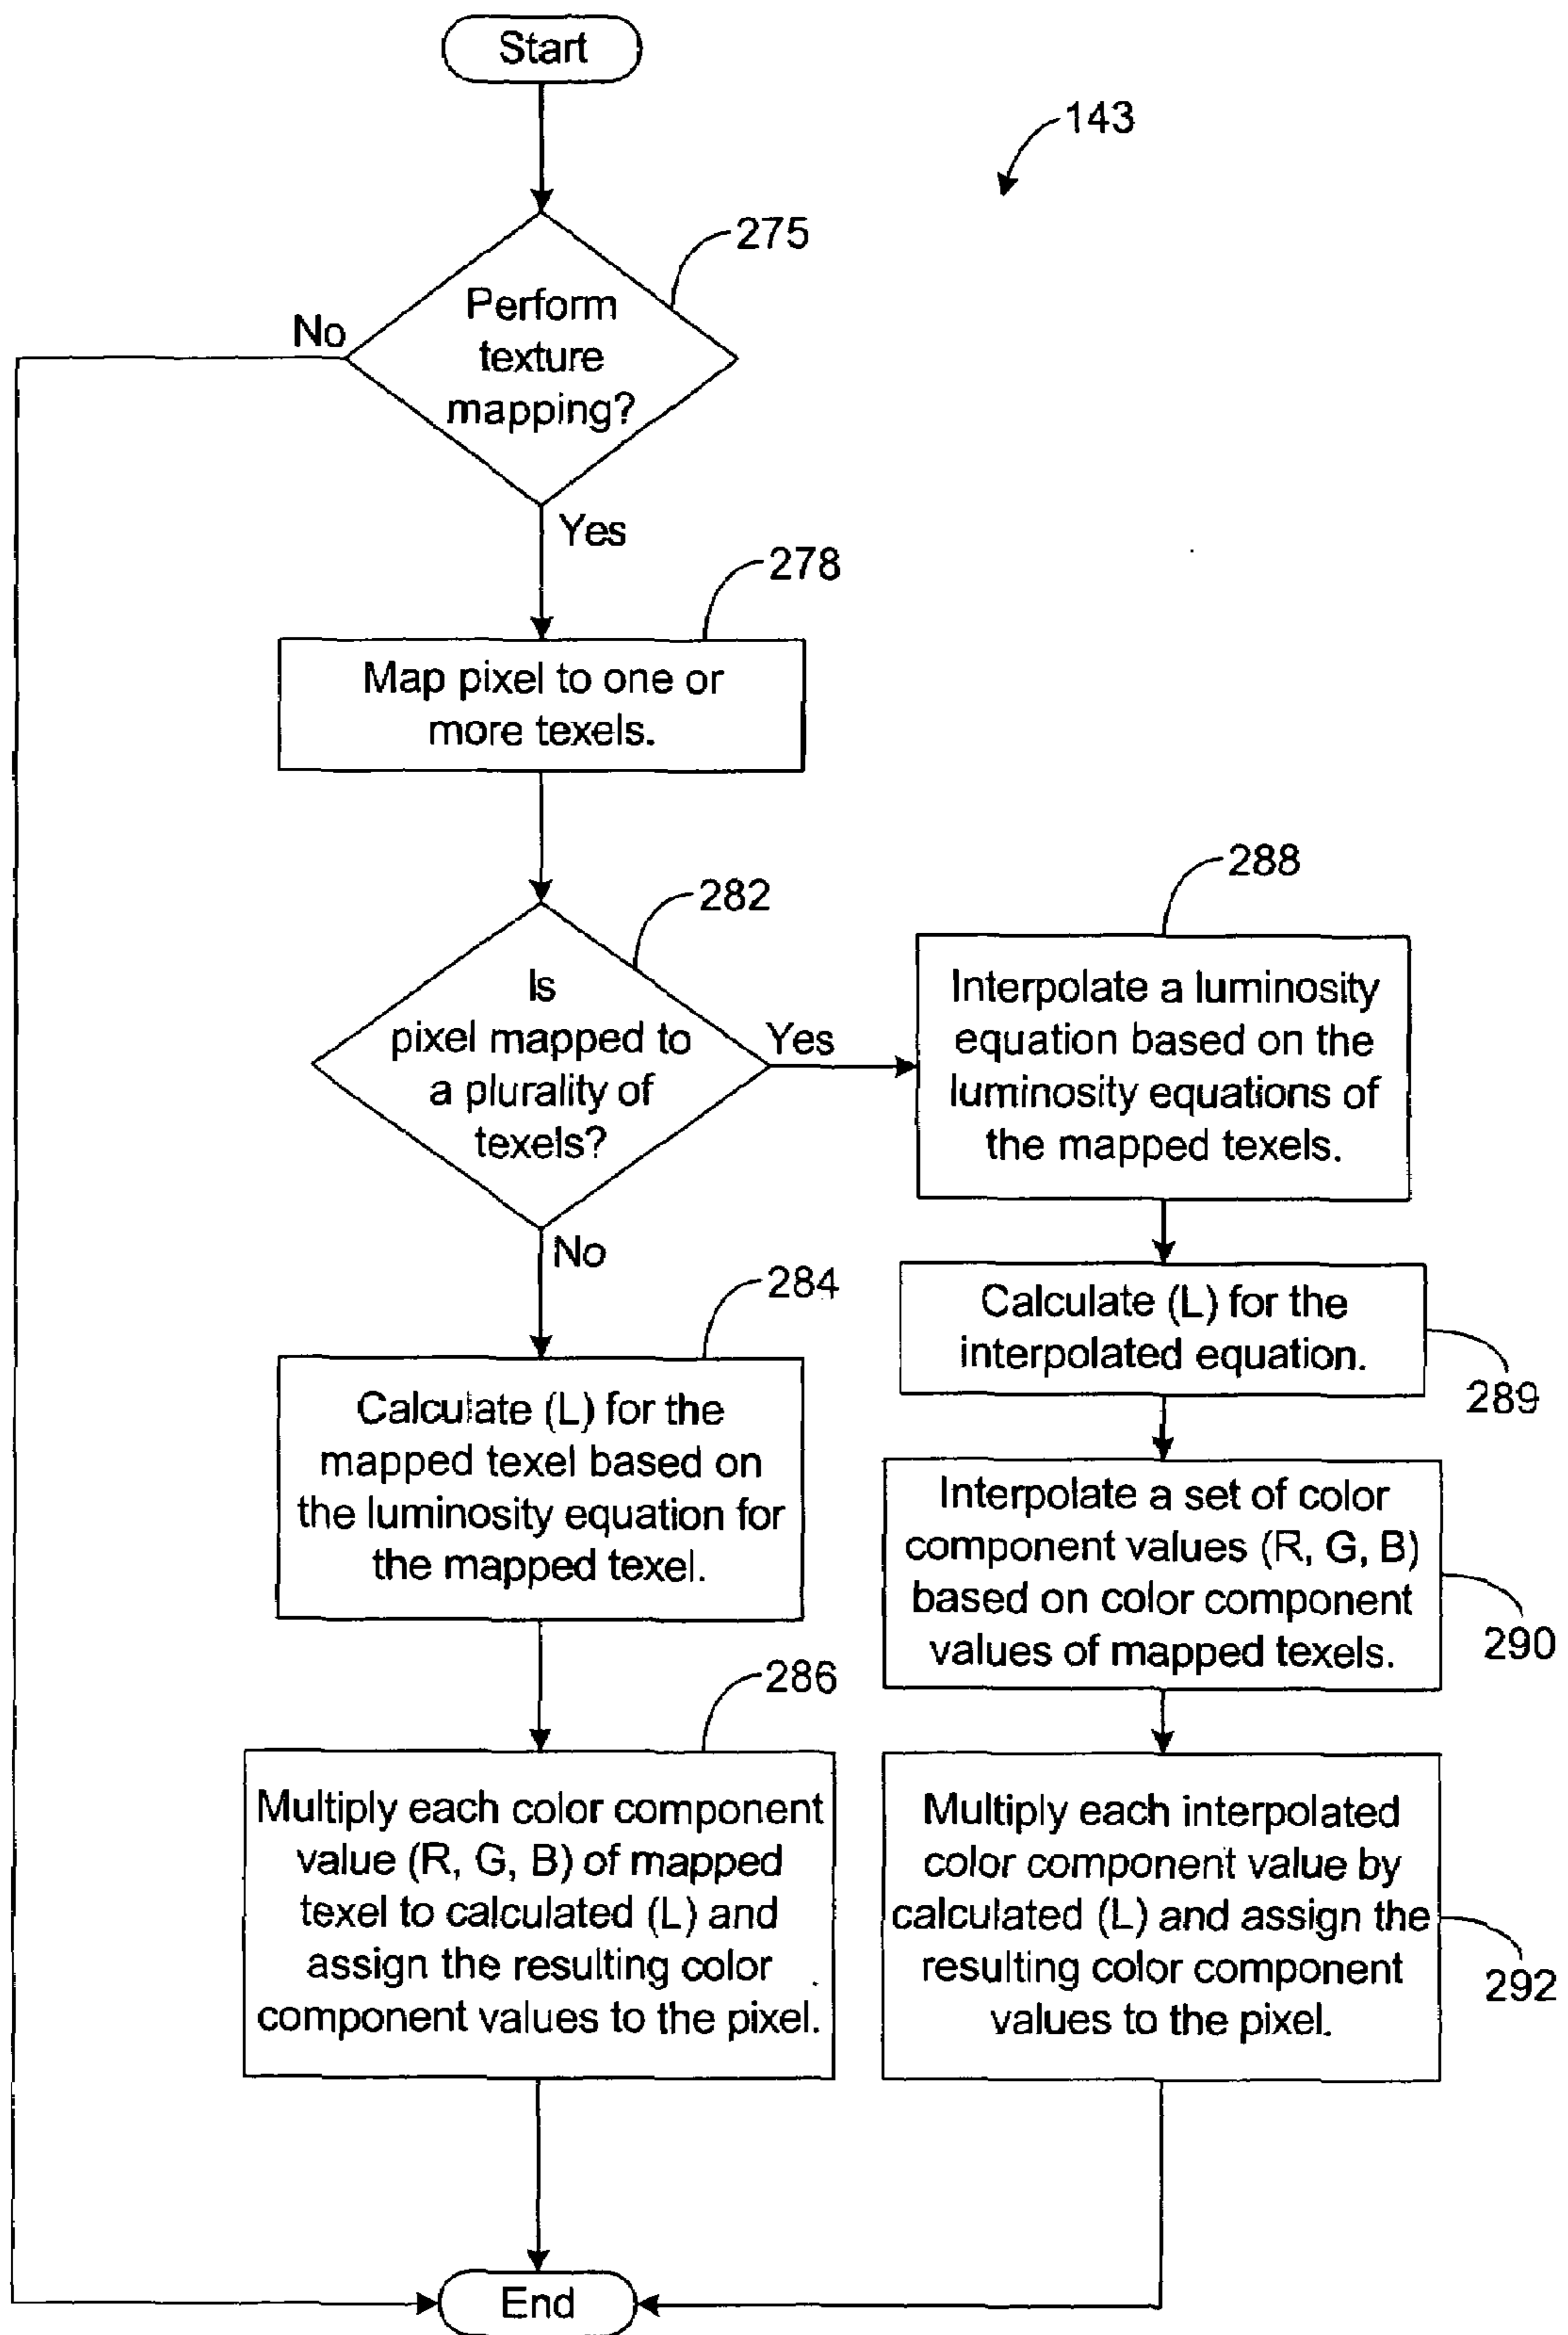 Start
143
275
Perform
texture
mapping?
No
Yes
278
Map pixel to one or
more texels.
282
Is
pixel mapped to
a plurality of
texels?
Yes
No
288
Interpolate a luminosity
equation based on the
luminosity equations of
the mapped texels.
284
Calculate (L) for the
mapped texel based on
the luminosity equation for
the mapped texel.
Calculate (L) for the
interpolated equation.
289
Interpolate a set of color
component values (R, G, B)
based on color component
values of mapped texels.
290
286
Multiply each color component
value (R, G, B) of mapped
texel to calculated (L) and
assign the resulting color
component values to the pixel.
Multiply each interpolated
color component value by
calculated (L) and assign the
resulting color component
values to the pixel.
292
End